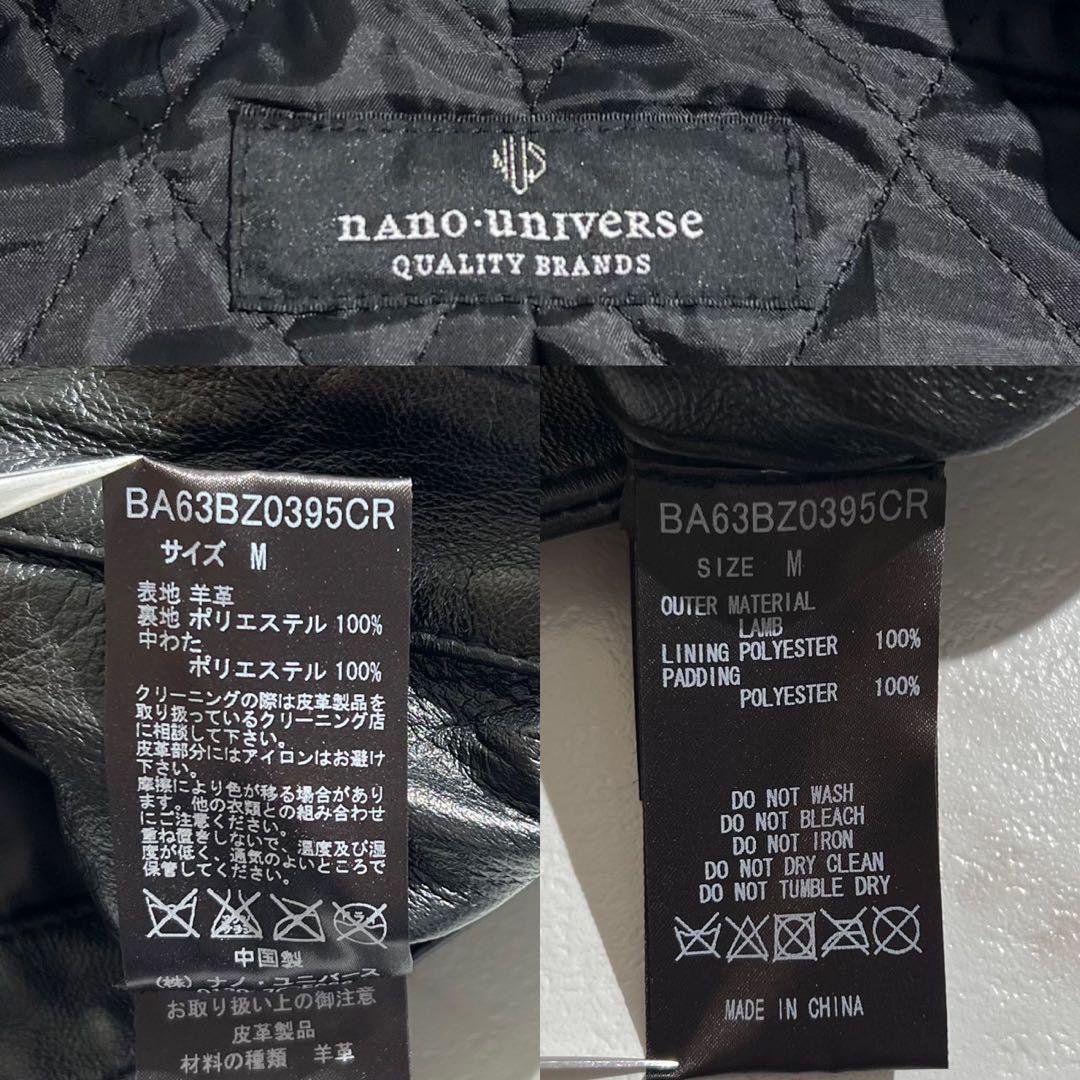 NUS
nano·universe
QUALITY BRANDS
BA63BZ0395CR
サイズ M
表地 羊革
裏地 ポリエステル 100%
中わた
ポリエステル 100%
クリーニングの際は皮革製品を
取り扱っているクリーニング店
に相談して下さい。
皮革部分にはアイロンはお避け
下さい。
摩擦により色が移る場合があり
ます。他の衣類との組み合わせ
にご注意ください。
重ね置きしないで、温度及び湿
度が低く、通気のよいところで
保管してください。
中国製
(株) ナノ・ユニバース
お取り扱い上の御注意
皮革製品
材料の種類 羊革
BA63BZ0395CR
SIZE M
OUTER MATERIAL
LAMB
LINING POLYESTER 100%
PADDING
POLYESTER 100%
DO NOT WASH
DO NOT BLEACH
DO NOT IRON
DO NOT DRY CLEAN
DO NOT TUMBLE DRY
MADE IN CHINA